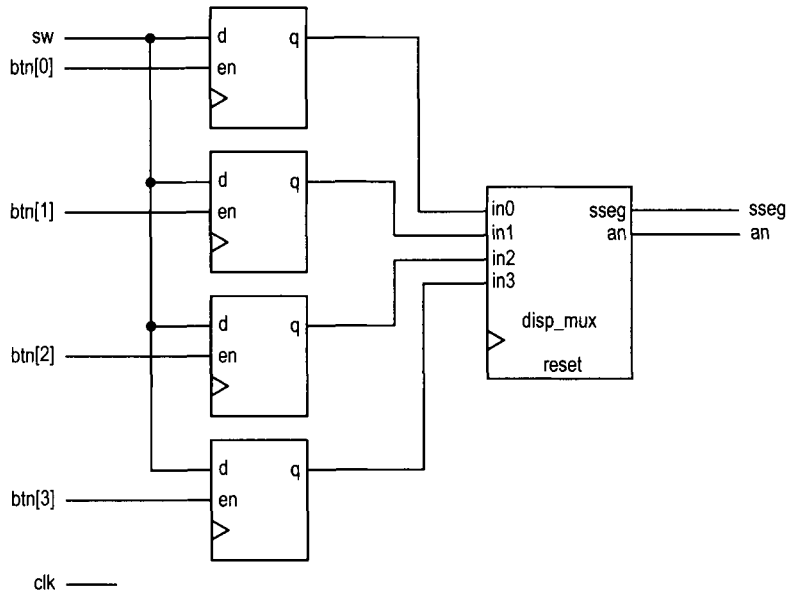 sw
btn[0]
d
q
en
btn[1]
d
q
en
btn[2]
d
q
en
btn[3]
d
q
en
clk
in0
in1
in2
in3
sseg
an
disp_mux
reset
sseg
an